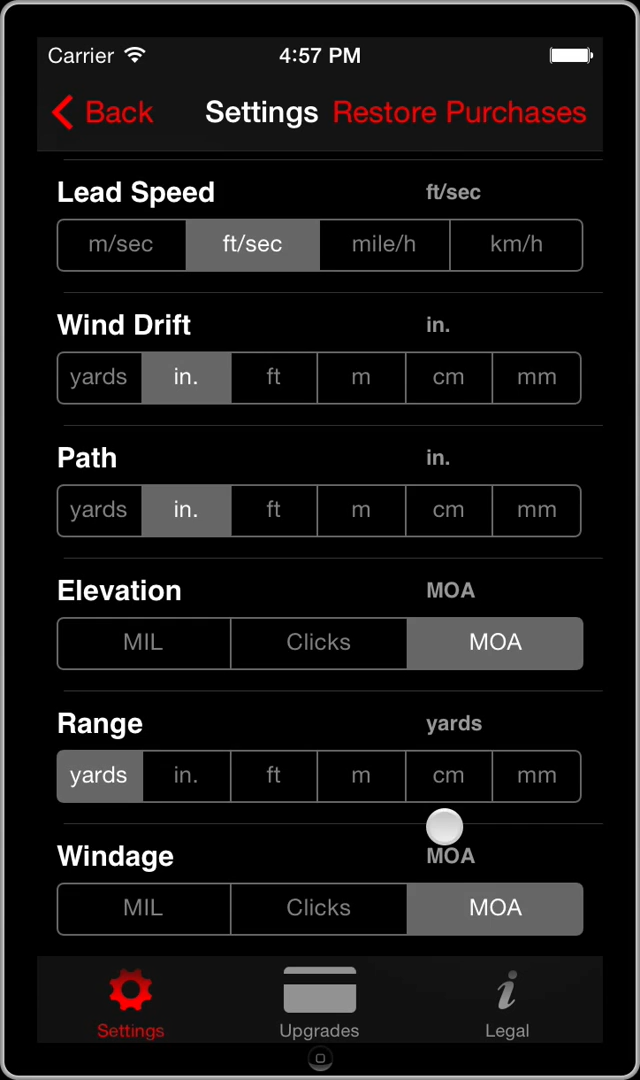 Carrier 4:57 PM
Back Settings Restore Purchases
Lead Speed ft/sec
m/sec ft/sec mile/h km/h
Wind Drift in.
yards in. ft m cm mm
Path in.
yards in. ft m cm mm
Elevation MOA
MIL Clicks MOA
Range yards
yards in. ft m cm mm
Windage MOA
MIL Clicks MOA
Settings Upgrades Legal